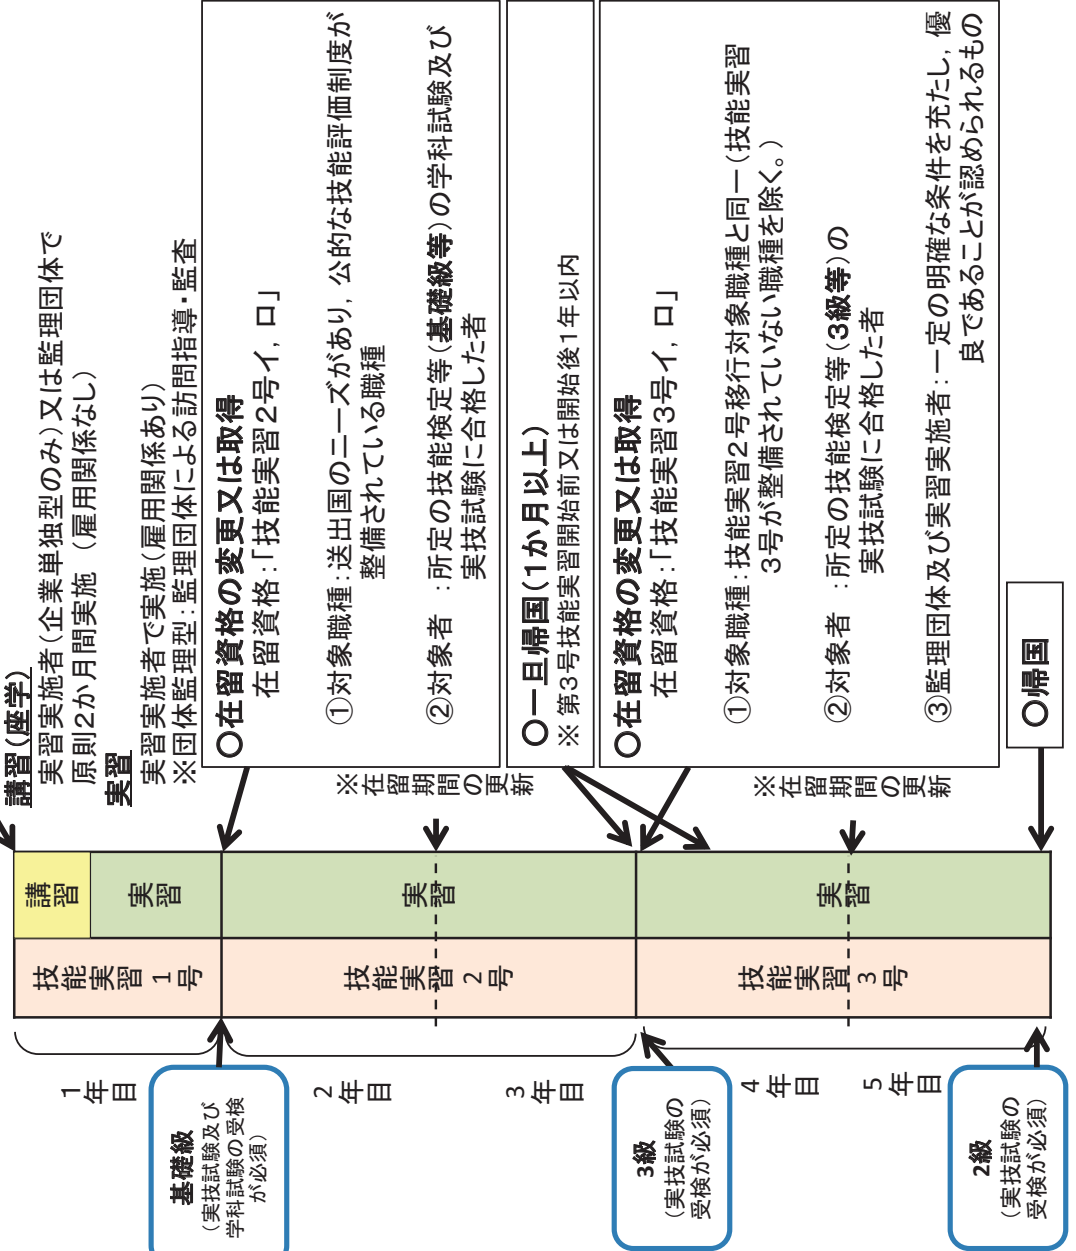 講習(座学)
実習実施者(企業単独型のみ)又は監理団体で
原則2か月間実施 (雇用関係なし)
実習
実習実施者で実施(雇用関係あり)
※団体監理型:監理団体による訪問指導・監査
○在留資格の変更又は取得
在留資格:「技能実習2号イ, ロ」
①対象職種:送出国のニーズがあり, 公的な技能評価制度が
整備されている職種
②対象者 :所定の技能検定等(基礎級等)の学科試験及び
実技試験に合格した者
○一旦帰国(1か月以上)
※ 第3号技能実習開始前又は開始後1年以内
○在留資格の変更又は取得
在留資格:「技能実習3号イ, ロ」
①対象職種:技能実習2号移行対象職種と同一(技能実習
3号が整備されていない職種を除く。)
②対象者 :所定の技能検定等(3級等)の
実技試験に合格した者
③監理団体及び実習実施者:一定の明確な条件を充たし, 優
良であることが認められるもの
○帰国
※在留期間の更新
※在留期間の更新
講習
実習
実習
実習
技能実習1号
技能実習2号
技能実習3号
1年目
2年目
3年目
4年目
5年目
基礎級
(実技試験及び
学科試験の受検
が必須)
3級
(実技試験の
受検が必須)
2級
(実技試験の
受検が必須)